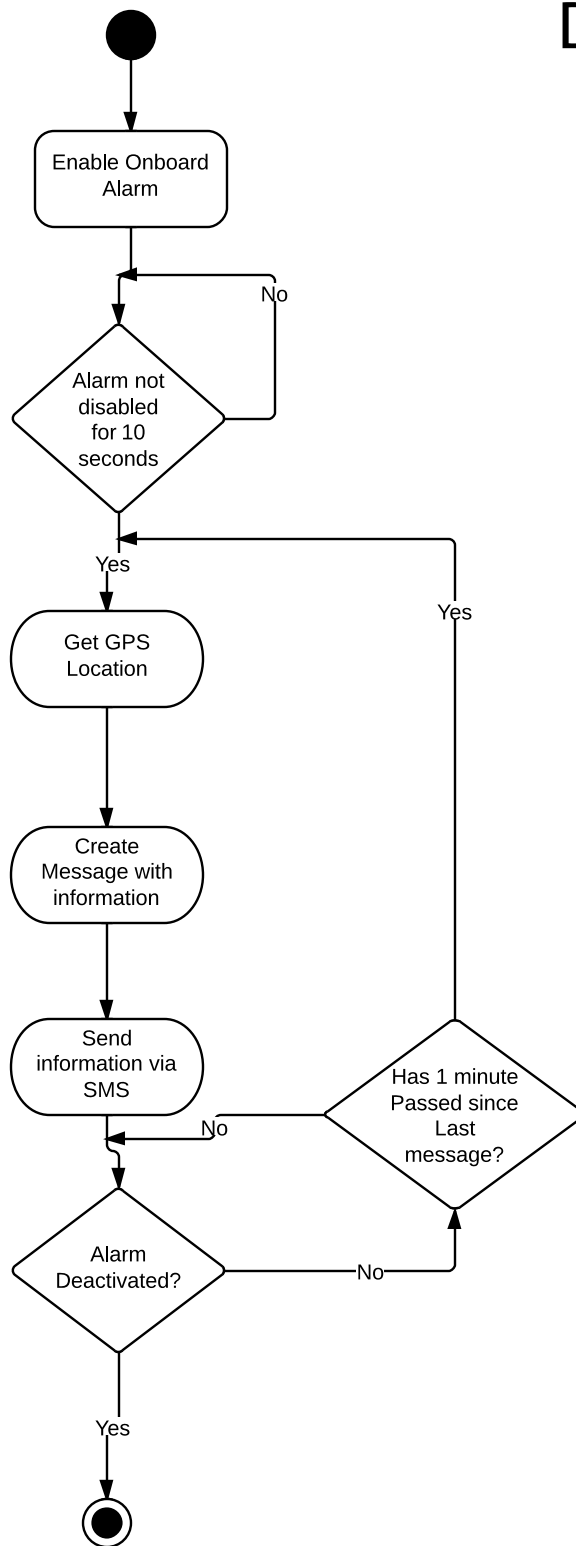 Enable Onboard
Alarm
No
Alarm not
disabled
for 10
seconds
Yes
Get GPS
Location
Yes
Create
Message with
information
Send
information via
SMS
Has 1 minute
Passed since
Last
message?
No
Alarm
Deactivated?
No
Yes